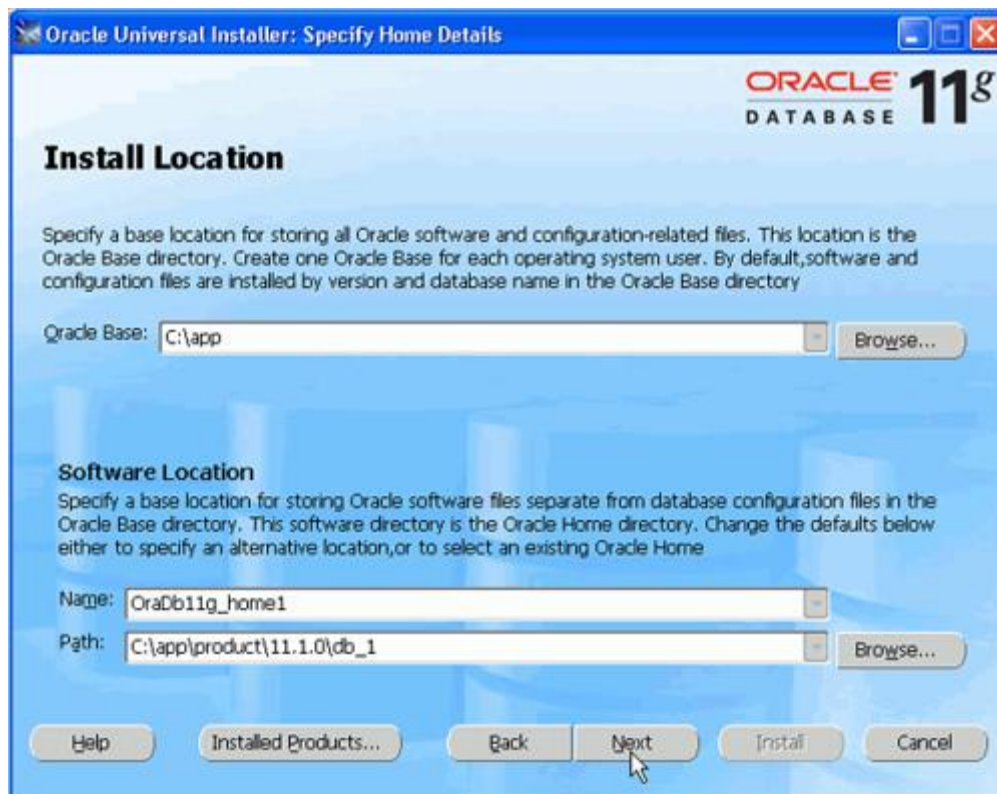 Oracle Universal Installer: Specify Home Details
ORACLE
DATABASE 11g
Install Location
Specify a base location for storing all Oracle software and configuration-related files. This location is the
Oracle Base directory. Create one Oracle Base for each operating system user. By default,software and
configuration files are installed by version and database name in the Oracle Base directory
Oracle Base: C:\app Browse...
Software Location
Specify a base location for storing Oracle software files separate from database configuration files in the
Oracle Base directory. This software directory is the Oracle Home directory. Change the defaults below
either to specify an alternative location,or to select an existing Oracle Home
Name: OraDb11g_home1
Path: C:\app\product\11.1.0\db_1 Browse...
Help Installed Products... Back Next Install Cancel